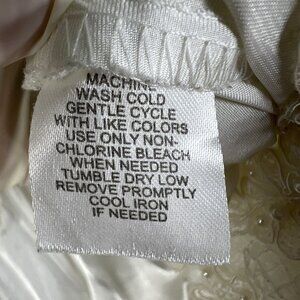 MACHINE
WASH COLD
GENTLE CYCLE
WITH LIKE COLORS
USE ONLY NON-
CHLORINE BLEACH
WHEN NEEDED
TUMBLE DRY LOW
REMOVE PROMPTLY
COOL IRON
IF NEEDED